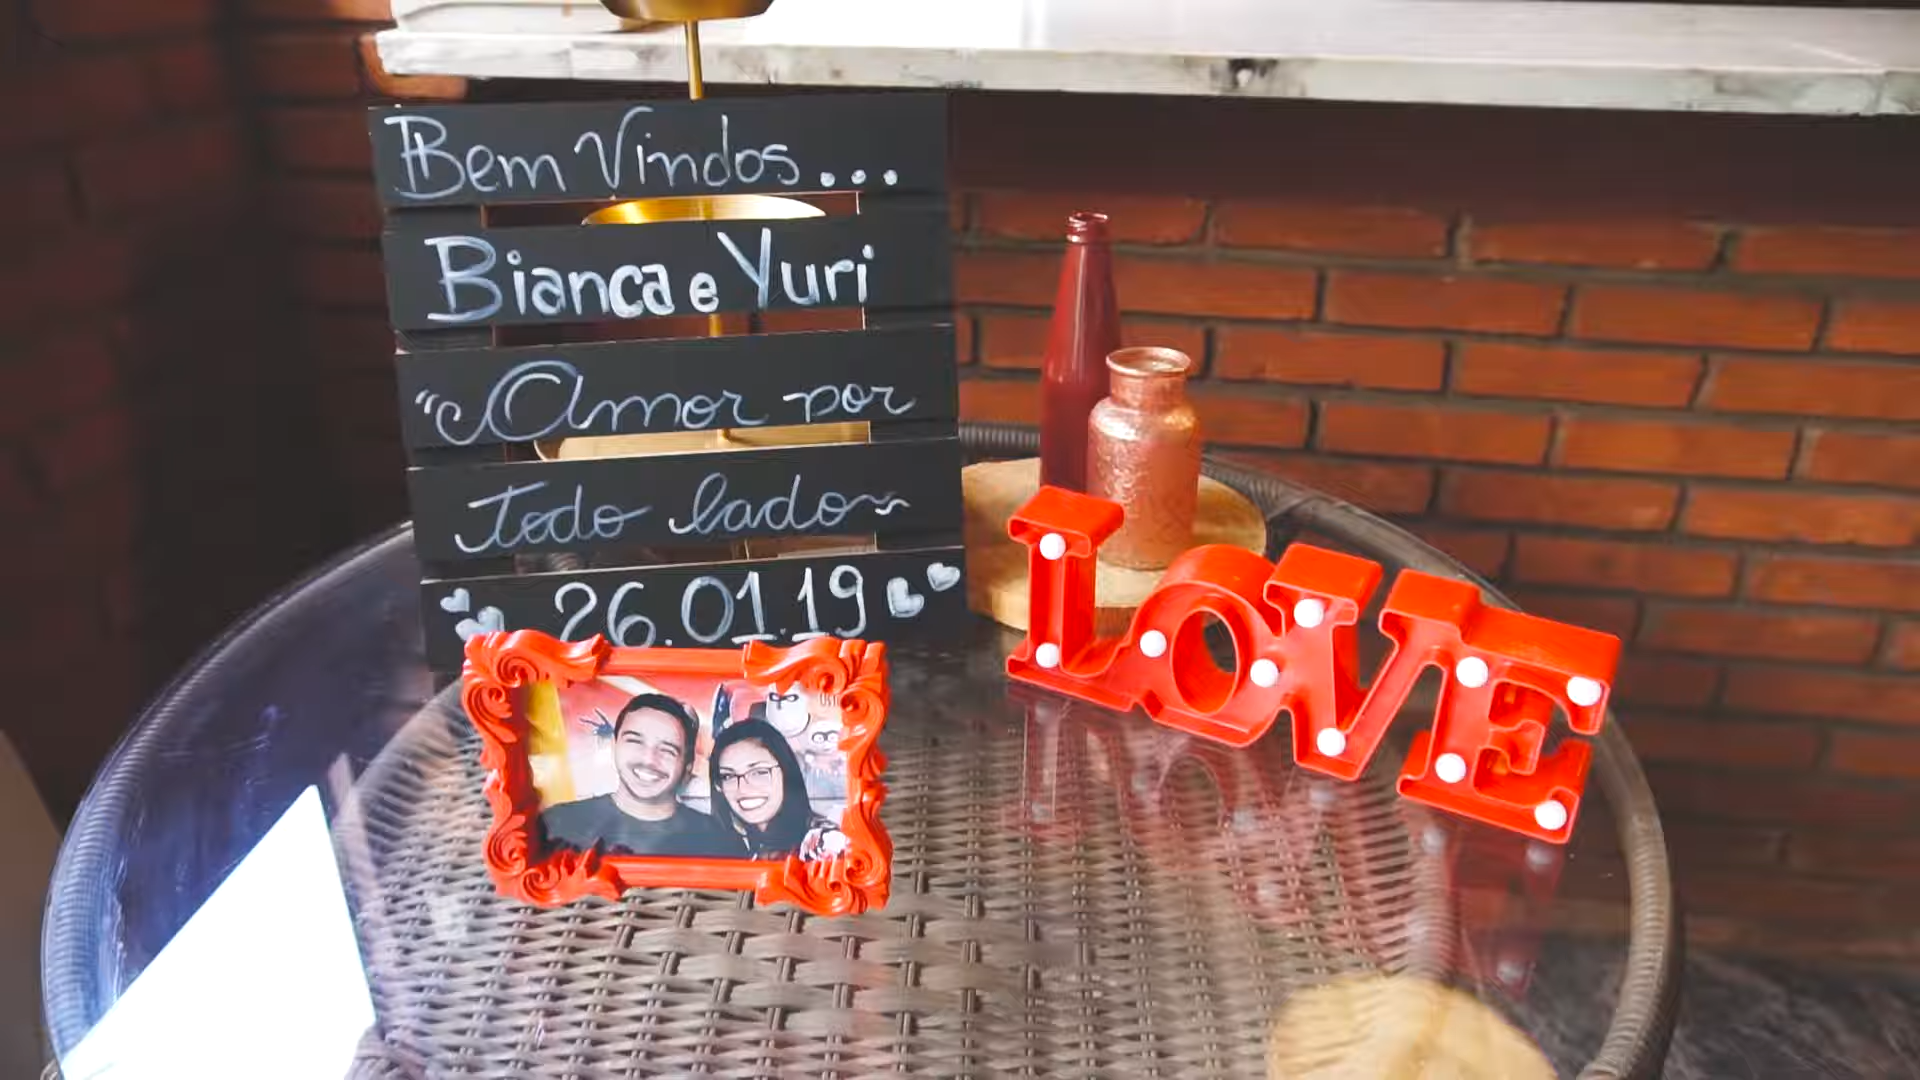 Bem Vindos...
Bianca e Yuri
"Amor por
Todo lado~
26.01.19
LOVE